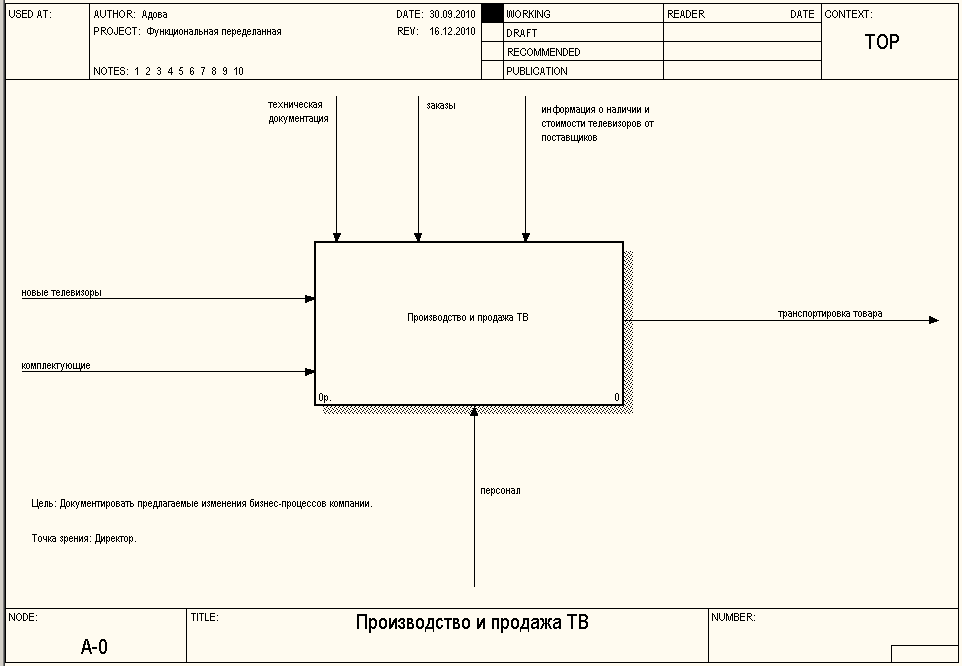 USED AT:
AUTHOR: Адова
DATE: 30.09.2010
WORKING
READER
DATE
CONTEXT:
PROJECT: Функциональная переделанная
REV: 16.12.2010
DRAFT
TOP
RECOMMENDED
NOTES: 1 2 3 4 5 6 7 8 9 10
PUBLICATION
техническая
документация
заказы
информация о наличии и
стоимости телевизоров от
поставщиков
новые телевизоры
Производство и продажа ТВ
транспортировка товара
комплектующие
0р.
0
персонал
Цель: Документировать предлагаемые изменения бизнес-процессов компании.
Точка зрения: Директор.
NODE:
TITLE:
Производство и продажа ТВ
NUMBER:
A-0